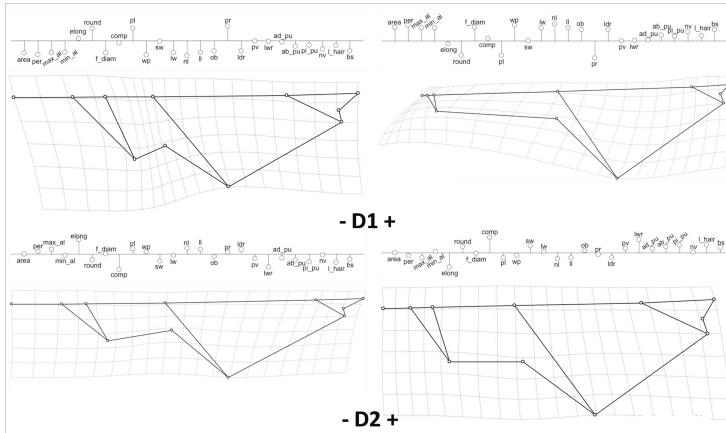 area per max_al min_al elong round f_diam comp pl wp sw lw nl ll ob pr ldr pv lwr ad_pu ab_pu pl_pu nv l_hair bs
area per max_al min_al elong round f_diam comp pl wp sw lw nl ll ob pr ldr pv lwr ad_pu ab_pu pl_pu nv l_hair bs
- D1 +
area per max_al min_al elong round f_diam comp pl wp sw lw nl ll ob pr ldr pv lwr ad_pu ab_pu pl_pu nv l_hair bs
area per max_al min_al elong round f_diam comp pl wp sw lw nl ll ob pr ldr pv lwr ad_pu ab_pu pl_pu nv l_hair bs
- D2 +